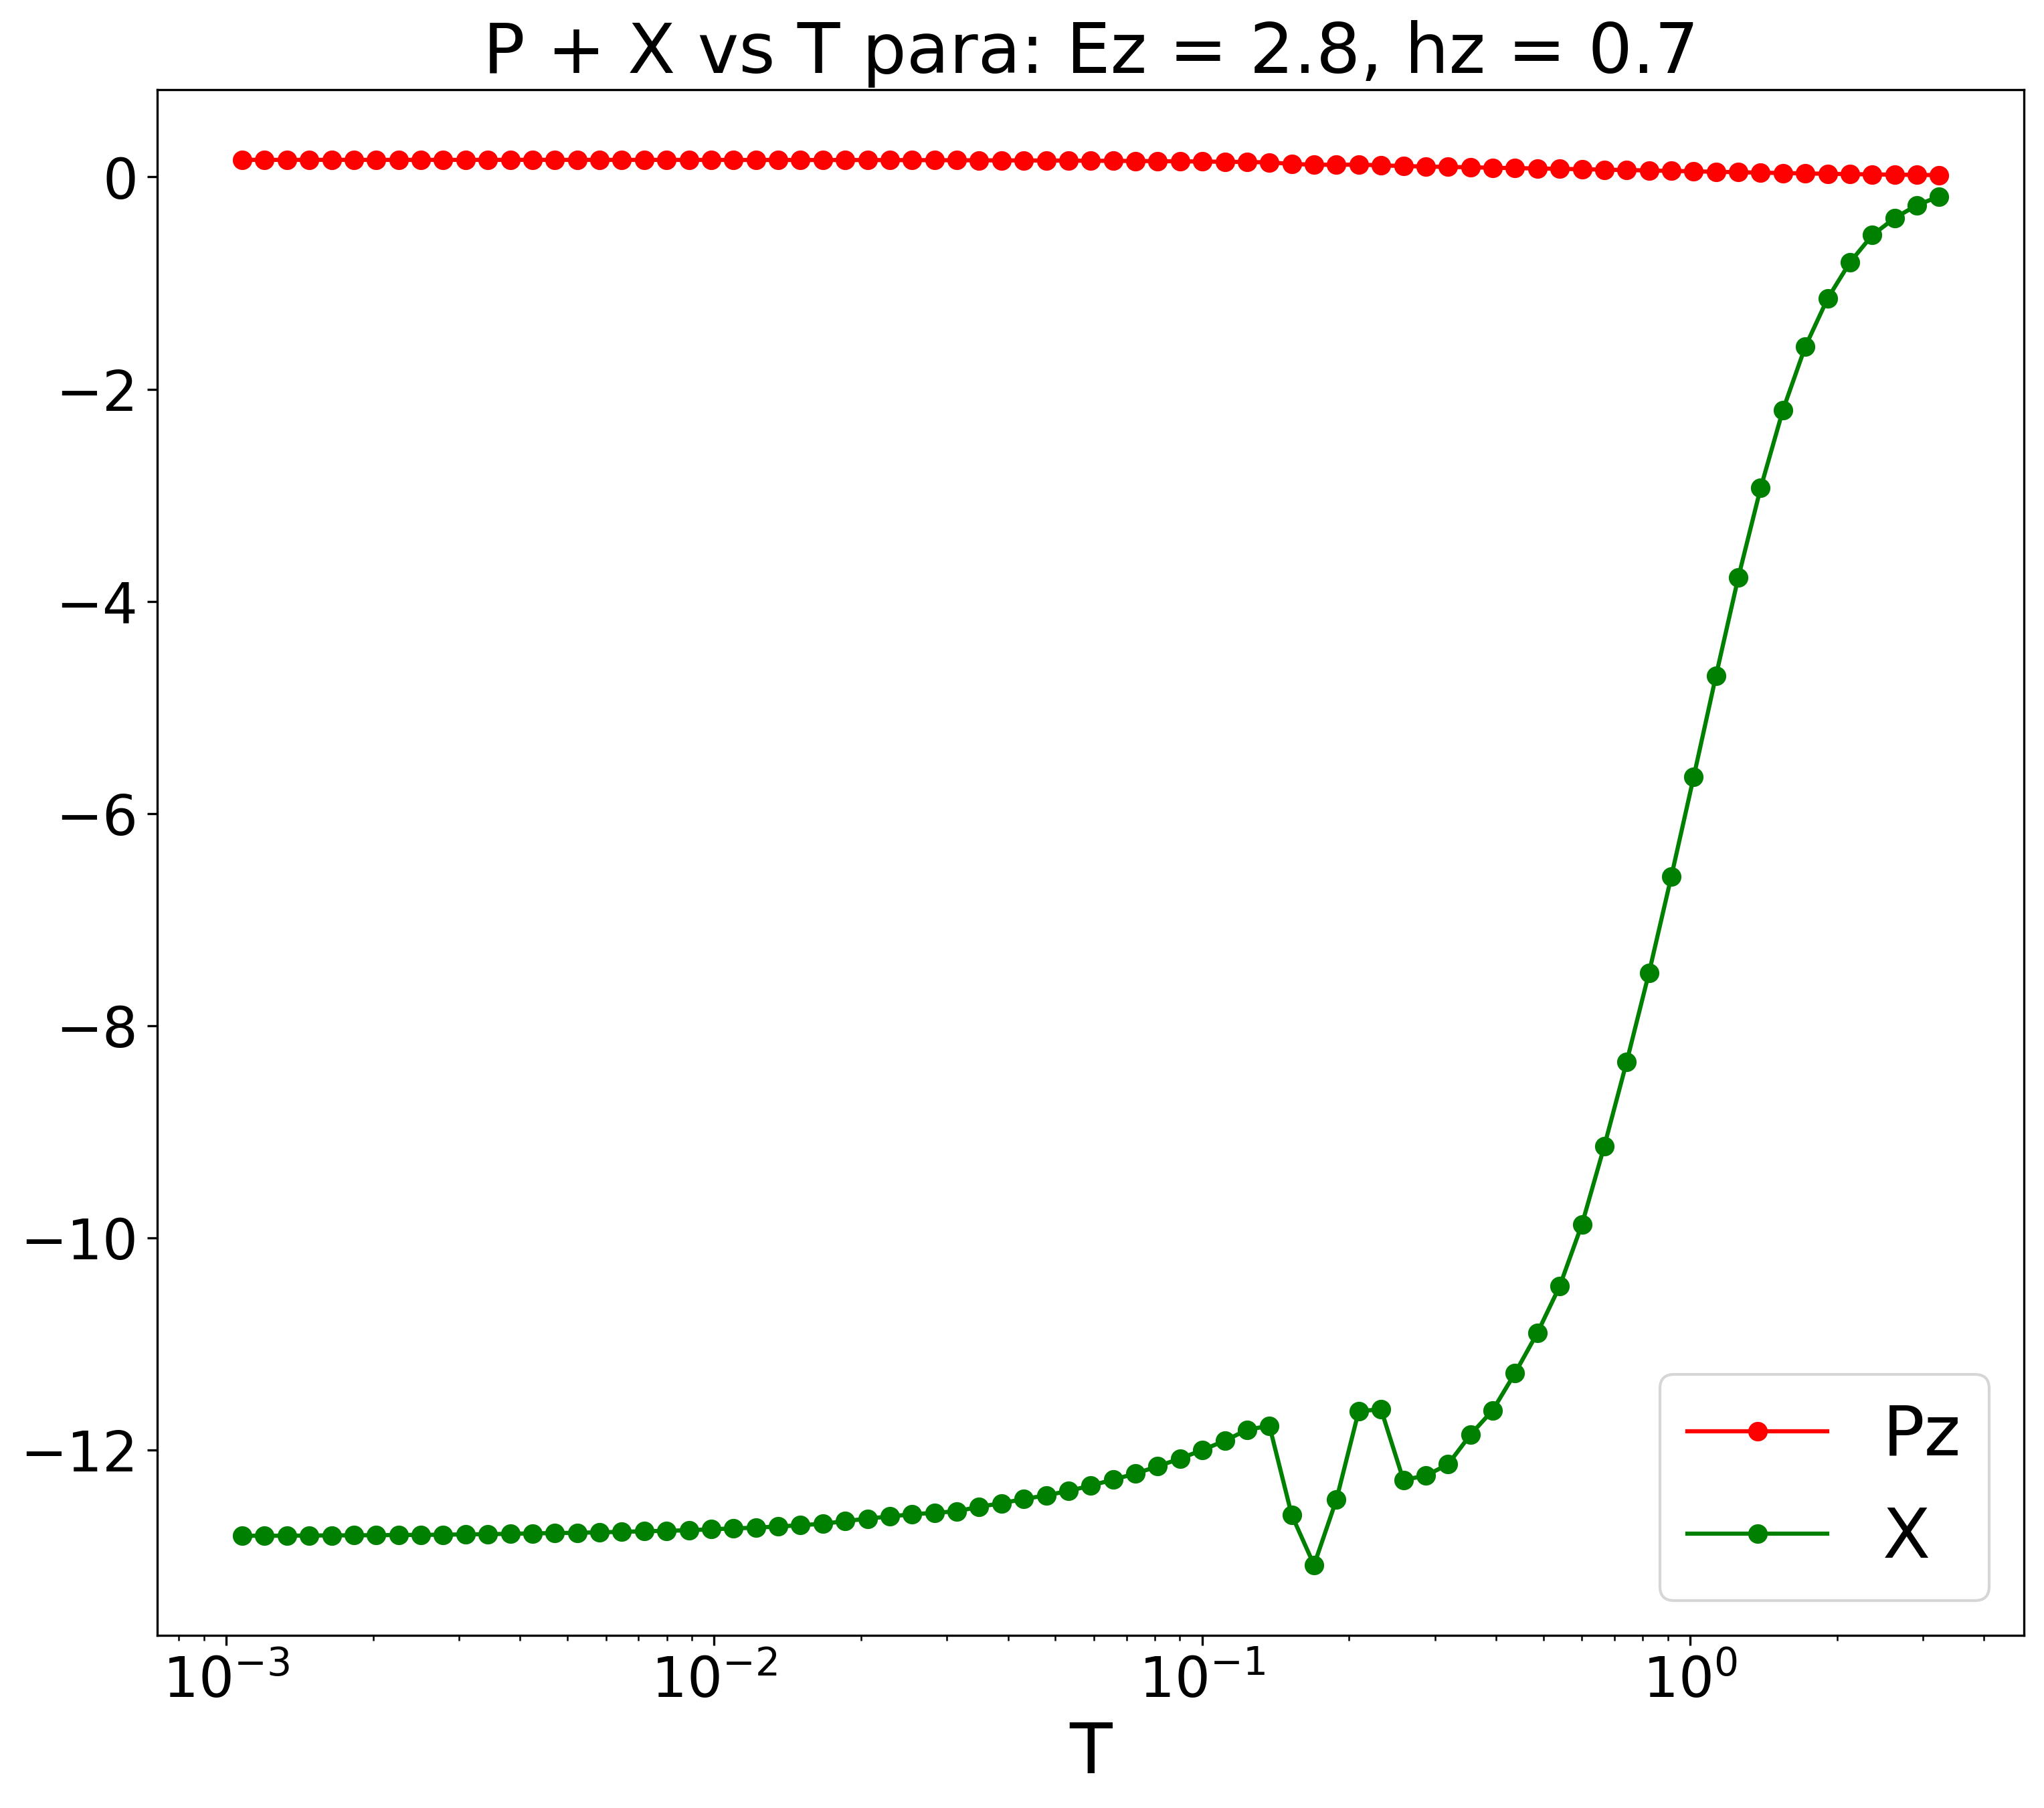 P + X vs T para: Ez = 2.8, hz = 0.7
0
−2
−4
−6
−8
−10
−12
Pz
X
10⁻³ 10⁻² 10⁻¹ 10⁰
T